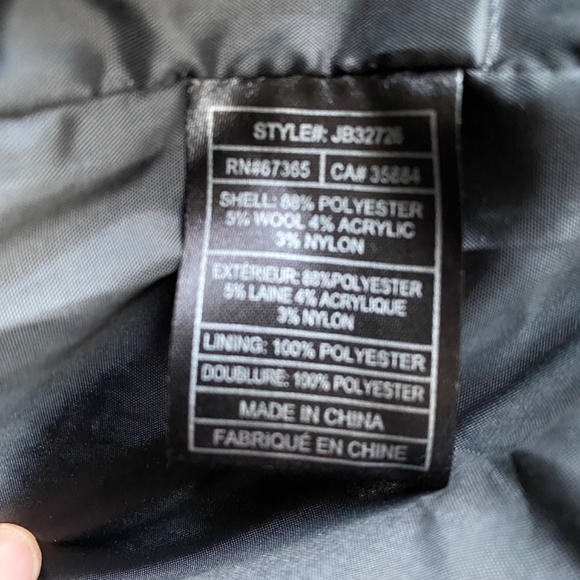 STYLE#: JB32726
RN#67365 CA# 35884
SHELL: 88% POLYESTER
5% WOOL 4% ACRYLIC
3% NYLON
EXTÉRIEUR: 88%POLYESTER
5% LAINE 4% ACRYLIQUE
3% NYLON
LINING: 100% POLYESTER
DOUBLURE: 100% POLYESTER
MADE IN CHINA
FABRIQUÉ EN CHINE